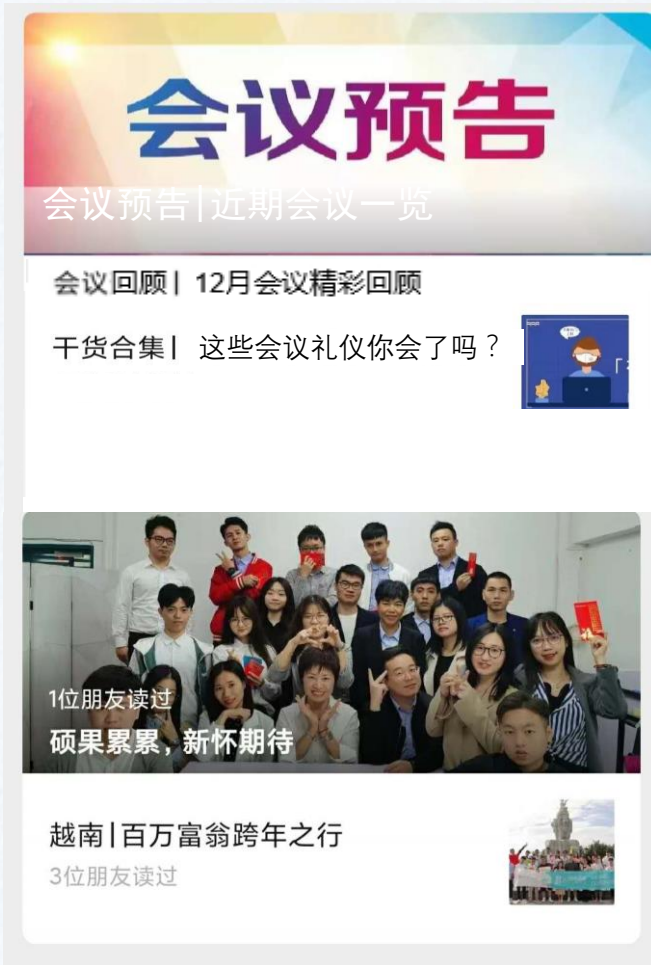 会议预告
会议预告|近期会议一览
会议回顾| 12月会议精彩回顾
干货合集| 这些会议礼仪你会了吗？
1位朋友读过
硕果累累，新怀期待
越南|百万富翁跨年之行
3位朋友读过